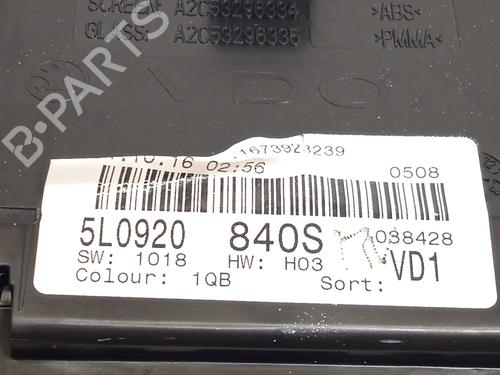 SCREEN: A2C53296334
GLASS: A2C53296335
>ABS<
>PMMA<
VDO
B-PARTS
.10.16 02:56
1673923239
0508
5L0920 840S
038428
SW: 1018 HW: H03
VD1
Colour: 1QB
Sort: